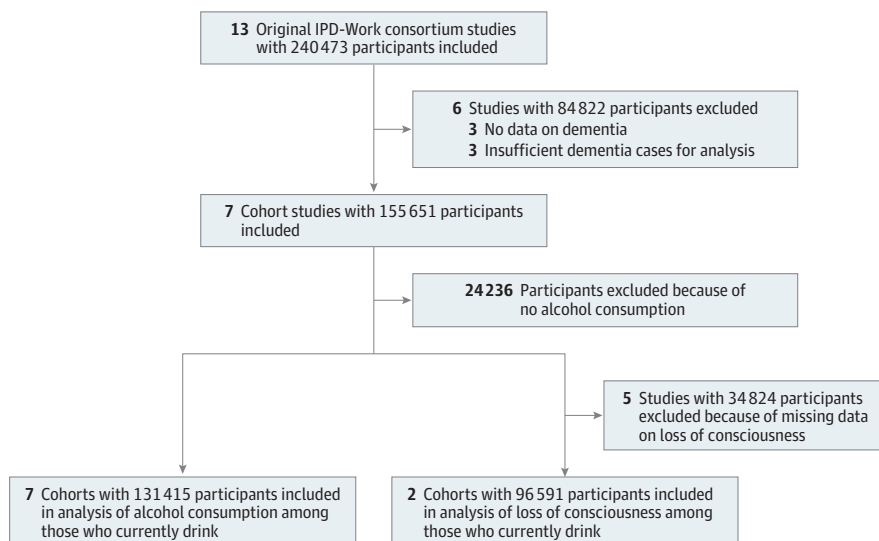 13 Original IPD-Work consortium studies
with 240 473 participants included
6 Studies with 84 822 participants excluded
3 No data on dementia
3 Insufficient dementia cases for analysis
7 Cohort studies with 155 651 participants
included
24 236 Participants excluded because of
no alcohol consumption
5 Studies with 34 824 participants
excluded because of missing data
on loss of consciousness
7 Cohorts with 131 415 participants included
in analysis of alcohol consumption among
those who currently drink
2 Cohorts with 96 591 participants included
in analysis of loss of consciousness among
those who currently drink